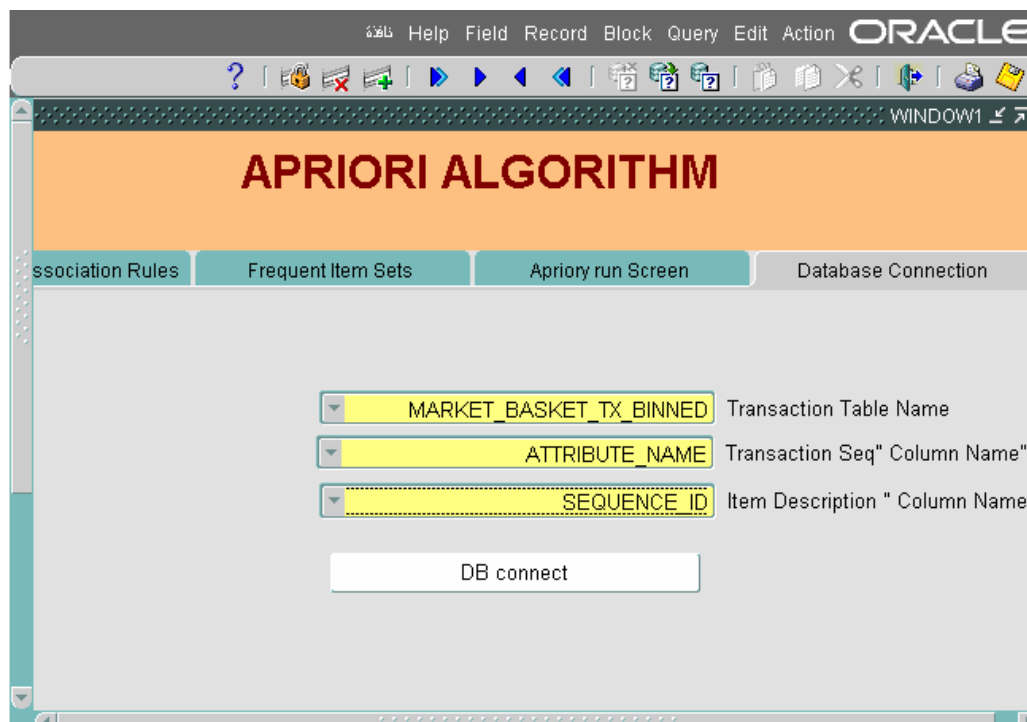 نافذة Help Field Record Block Query Edit Action ORACLE
WINDOW1
APRIORI ALGORITHM
ssociation Rules Frequent Item Sets Apriory run Screen Database Connection
MARKET_BASKET_TX_BINNED Transaction Table Name
ATTRIBUTE_NAME Transaction Seq" Column Name"
SEQUENCE_ID Item Description " Column Name
DB connect